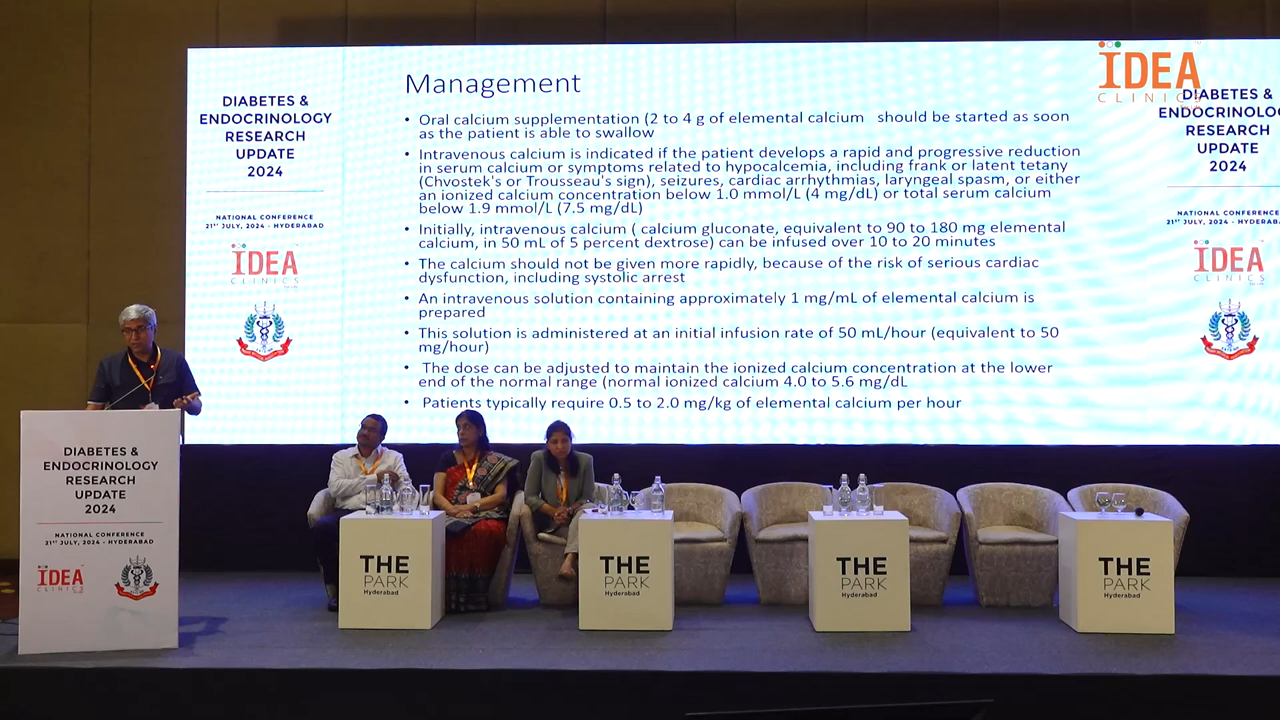 DIABETES &
ENDOCRINOLOGY
RESEARCH
UPDATE
2024
NATIONAL CONFERENCE
21ST JULY, 2024 - HYDERABAD
IDEA
CLINICS
Management
• Oral calcium supplementation (2 to 4 g of elemental calcium should be started as soon
as the patient is able to swallow
• Intravenous calcium is indicated if the patient develops a rapid and progressive reduction
in serum calcium or symptoms related to hypocalcemia, including frank or latent tetany
(Chvostek's or Trousseau's sign), seizures, cardiac arrhythmias, laryngeal spasm, or either
an ionized calcium concentration below 1.0 mmol/L (4 mg/dL) or total serum calcium
below 1.9 mmol/L (7.5 mg/dL)
• Initially, intravenous calcium ( calcium gluconate, equivalent to 90 to 180 mg elemental
calcium, in 50 mL of 5 percent dextrose) can be infused over 10 to 20 minutes
• The calcium should not be given more rapidly, because of the risk of serious cardiac
dysfunction, including systolic arrest
• An intravenous solution containing approximately 1 mg/mL of elemental calcium is
prepared
• This solution is administered at an initial infusion rate of 50 mL/hour (equivalent to 50
mg/hour)
• The dose can be adjusted to maintain the ionized calcium concentration at the lower
end of the normal range (normal ionized calcium 4.0 to 5.6 mg/dL
• Patients typically require 0.5 to 2.0 mg/kg of elemental calcium per hour
IDEA
CLINICS
DIABETES &
ENDOCRINOLO
RESEARCH
UPDATE
2024
NATIONAL CONFERENCE
21ST JULY, 2024 - HYDERABA
IDEA
CLINICS
DIABETES &
ENDOCRINOLOGY
RESEARCH
UPDATE
2024
NATIONAL CONFERENCE
21ST JULY, 2024 - HYDERABAD
IDEA
CLINICS
THE
PARK
Hyderabad
THE
PARK
Hyderabad
THE
PARK
Hyderabad
THE
PARK
Hyderabad